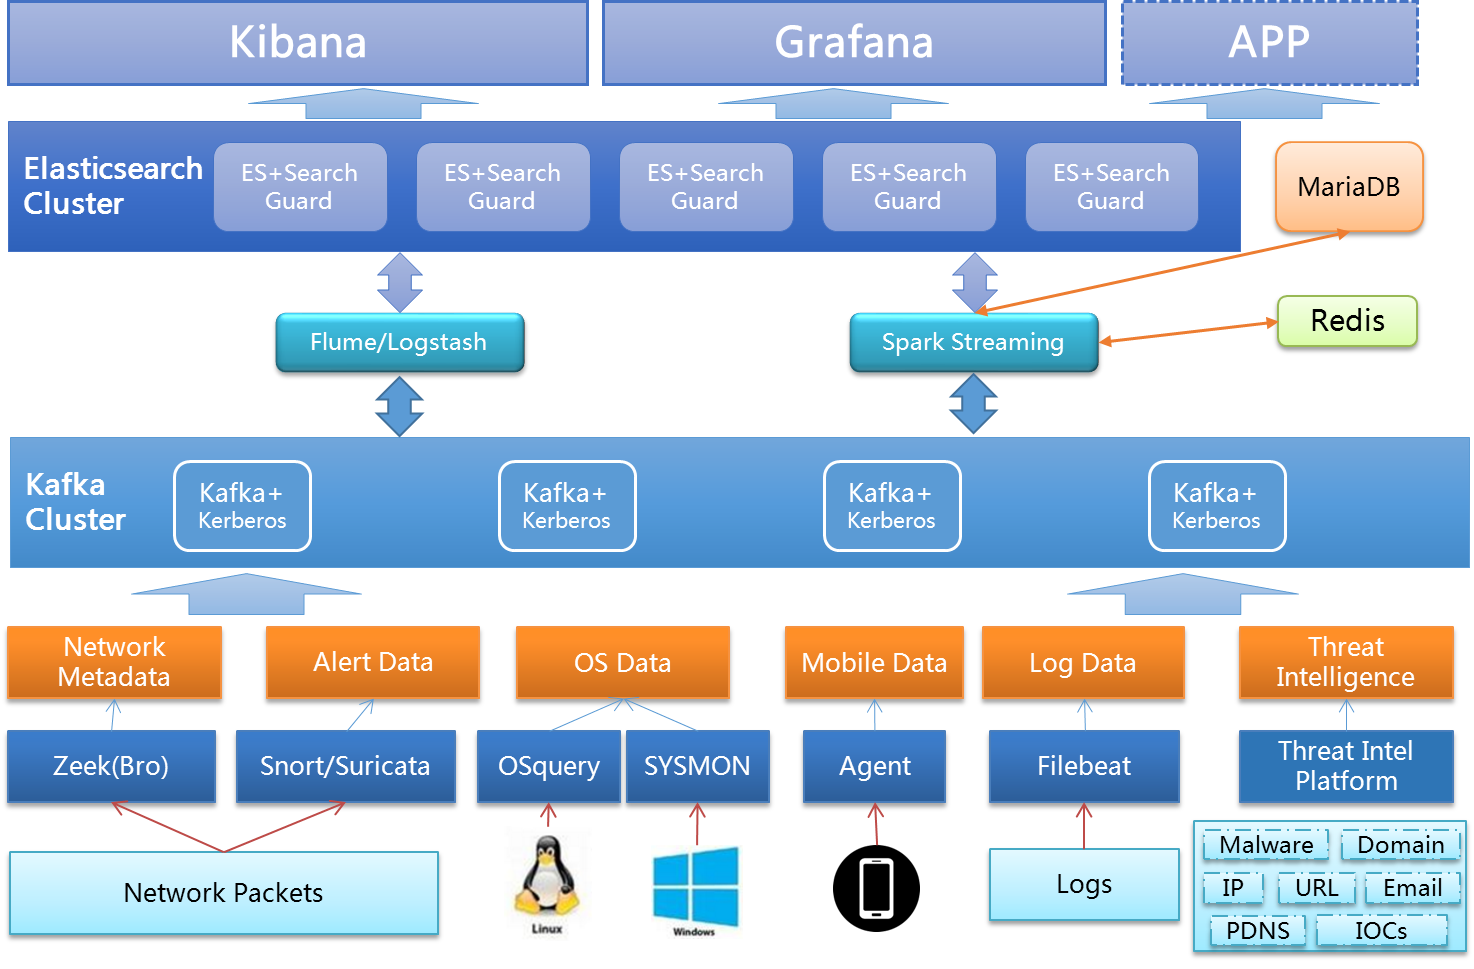 Kibana
Grafana
APP
Elasticsearch
Cluster
ES+Search
Guard
ES+Search
Guard
ES+Search
Guard
ES+Search
Guard
ES+Search
Guard
MariaDB
Redis
Flume/Logstash
Spark Streaming
Kafka
Cluster
Kafka+
Kerberos
Kafka+
Kerberos
Kafka+
Kerberos
Kafka+
Kerberos
Network
Metadata
Alert Data
OS Data
Mobile Data
Log Data
Threat
Intelligence
Zeek(Bro)
Snort/Suricata
OSquery
SYSMON
Agent
Filebeat
Threat Intel
Platform
Network Packets
Linux
Windows
Logs
Malware
Domain
IP
URL
Email
PDNS
IOCs